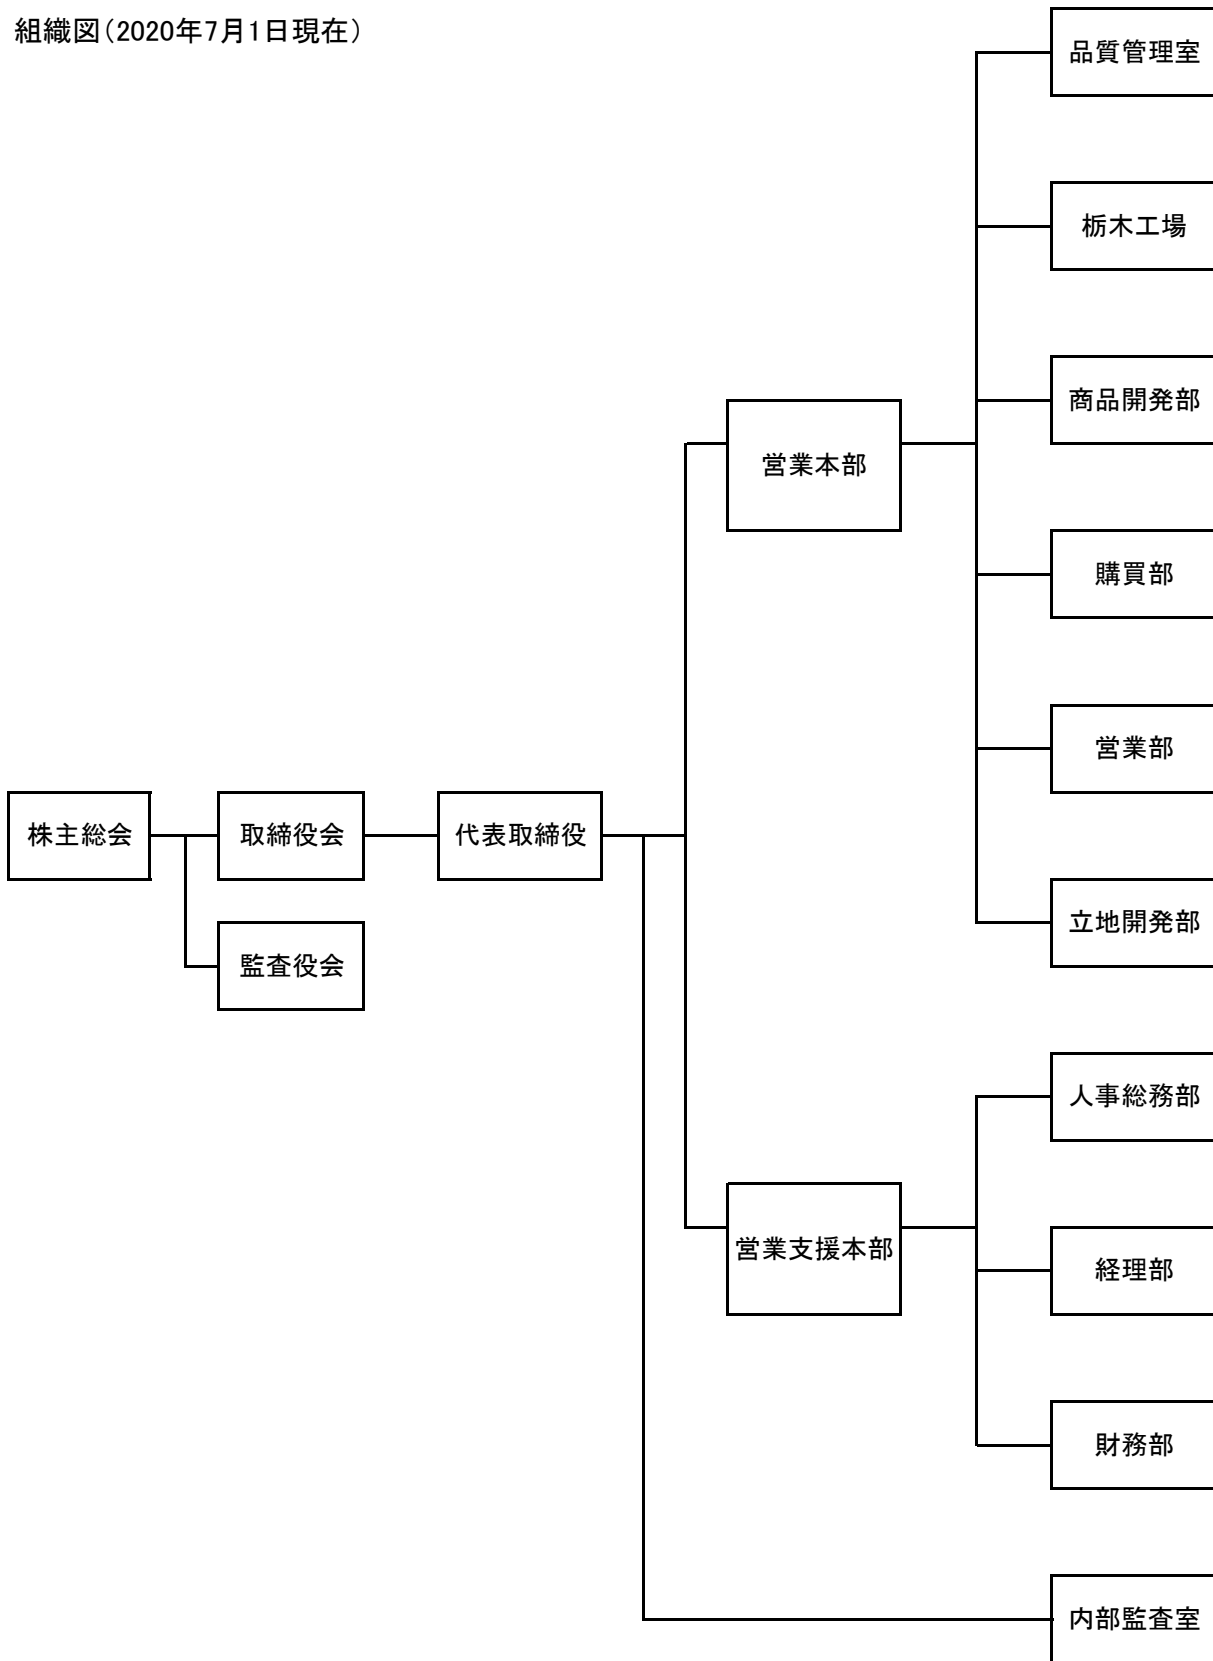 組織図(2020年7月1日現在)
品質管理室
栃木工場
商品開発部
営業本部
購買部
営業部
株主総会
取締役会
代表取締役
立地開発部
監査役会
人事総務部
営業支援本部
経理部
財務部
内部監査室